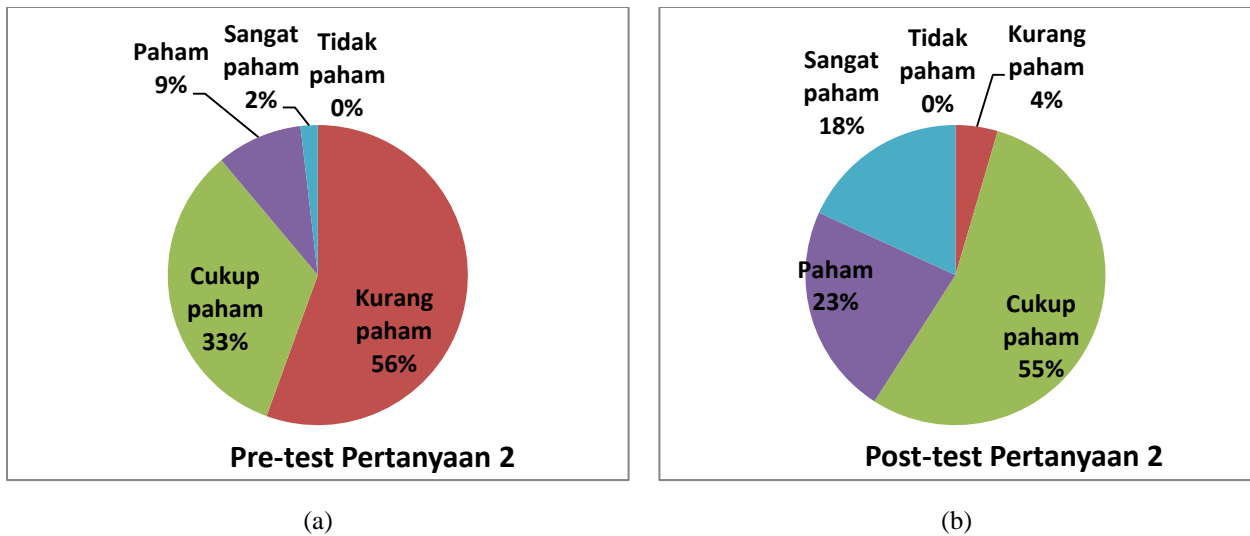 Paham
9%
Sangat
paham
2%
Tidak
paham
0%
Cukup
paham
33%
Kurang
paham
56%
Pre-test Pertanyaan 2
(a)
Sangat
paham
18%
Tidak
paham
0%
Kurang
paham
4%
Paham
23%
Cukup
paham
55%
Post-test Pertanyaan 2
(b)